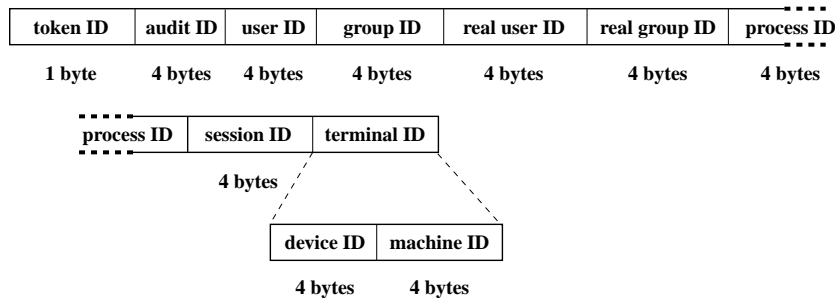 token ID audit ID user ID group ID real user ID real group ID process ID
1 byte 4 bytes 4 bytes 4 bytes 4 bytes 4 bytes 4 bytes
process ID session ID terminal ID
4 bytes
device ID machine ID
4 bytes 4 bytes